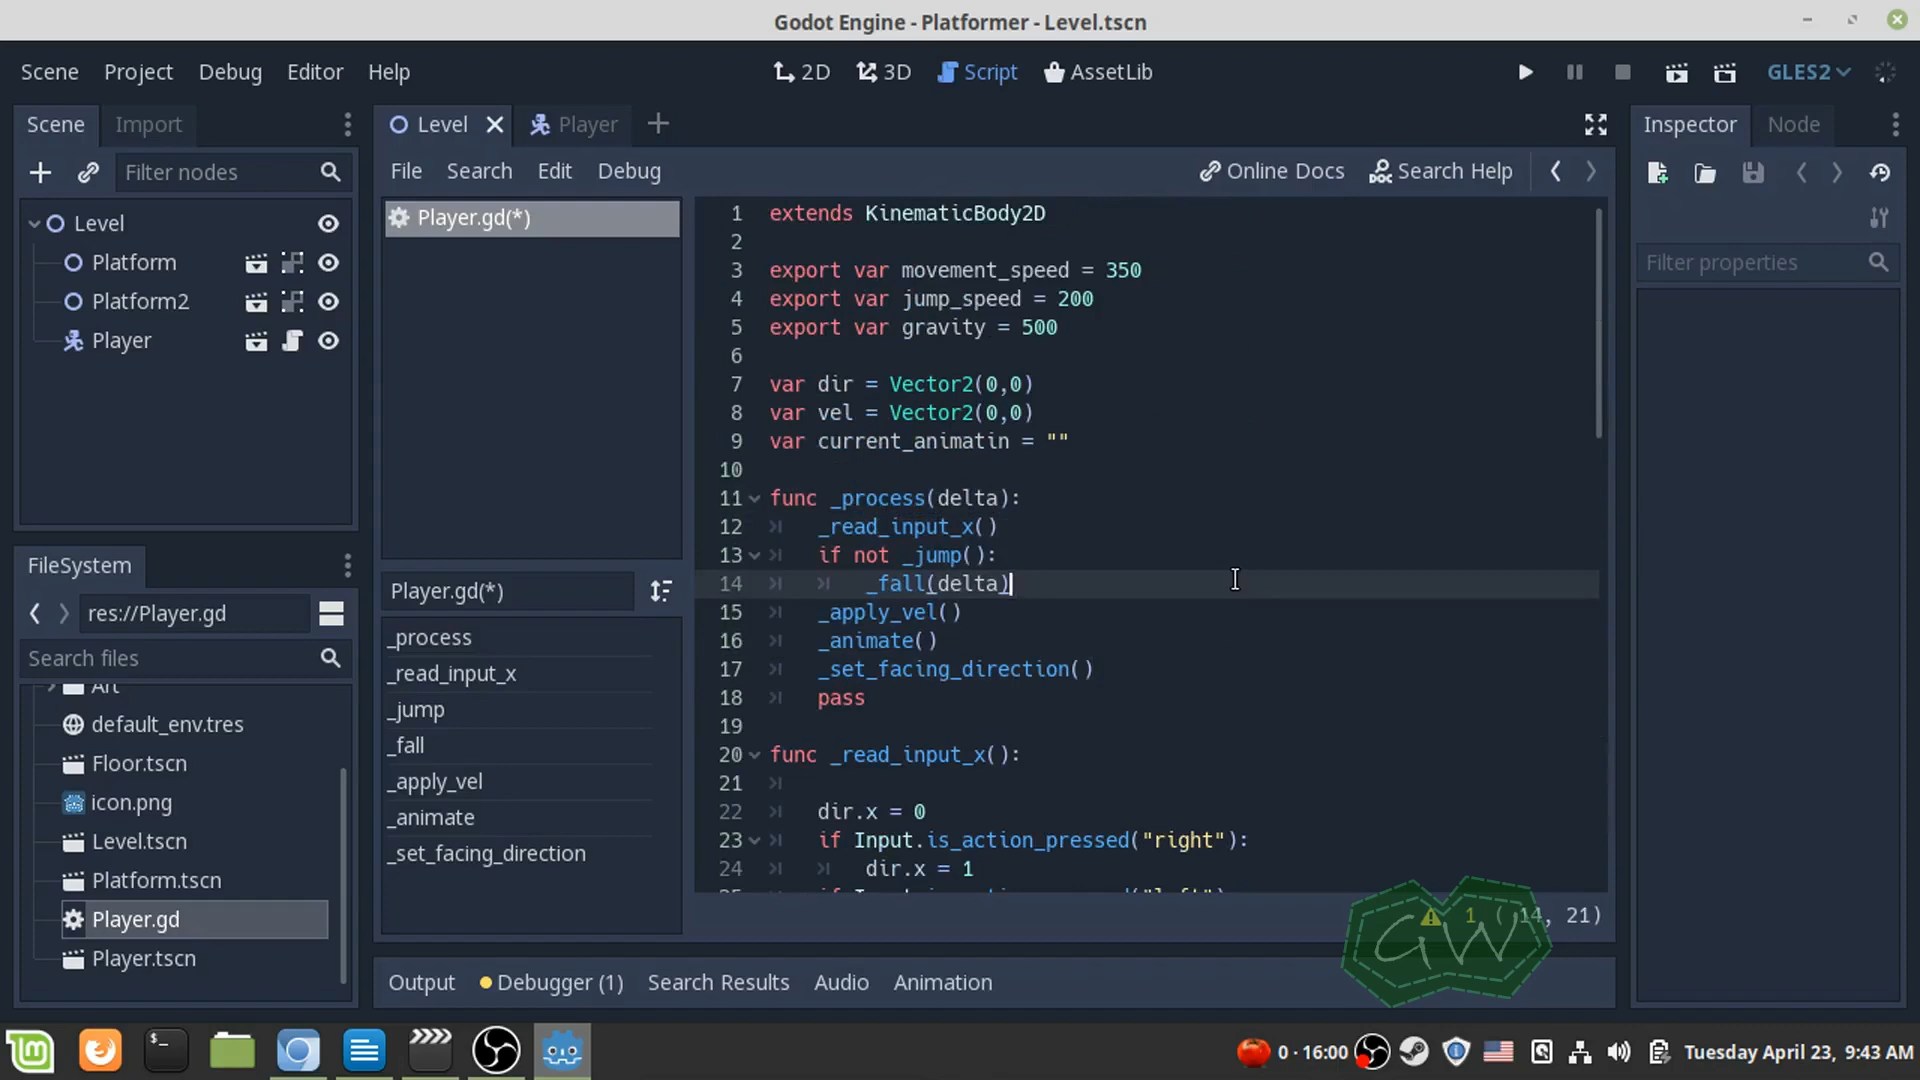 Godot Engine - Platformer - Level.tscn
Scene Project Debug Editor Help
2D 3D Script AssetLib
GLES2
Scene Import
Level Player
Inspector Node
Filter nodes
File Search Edit Debug
Online Docs Search Help
Level
Platform
Platform2
Player
Player.gd(*)
Filter properties
1 extends KinematicBody2D
2
3 export var movement_speed = 350
4 export var jump_speed = 200
5 export var gravity = 500
6
7 var dir = Vector2(0,0)
8 var vel = Vector2(0,0)
9 var current_animatin = ""
10
11 func _process(delta):
12 _read_input_x()
13 if not _jump():
14 _fall(delta)
15 _apply_vel()
16 _animate()
17 _set_facing_direction()
18 pass
19
20 func _read_input_x():
21
22 dir.x = 0
23 if Input.is_action_pressed("right"):
24 dir.x = 1
FileSystem
res://Player.gd
Search files
Art
default_env.tres
Floor.tscn
icon.png
Level.tscn
Platform.tscn
Player.gd
Player.tscn
Player.gd(*)
_process
_read_input_x
_jump
_fall
_apply_vel
_animate
_set_facing_direction
1 ( 14, 21)
GW
Output Debugger (1) Search Results Audio Animation
0 · 16:00
Tuesday April 23, 9:43 AM